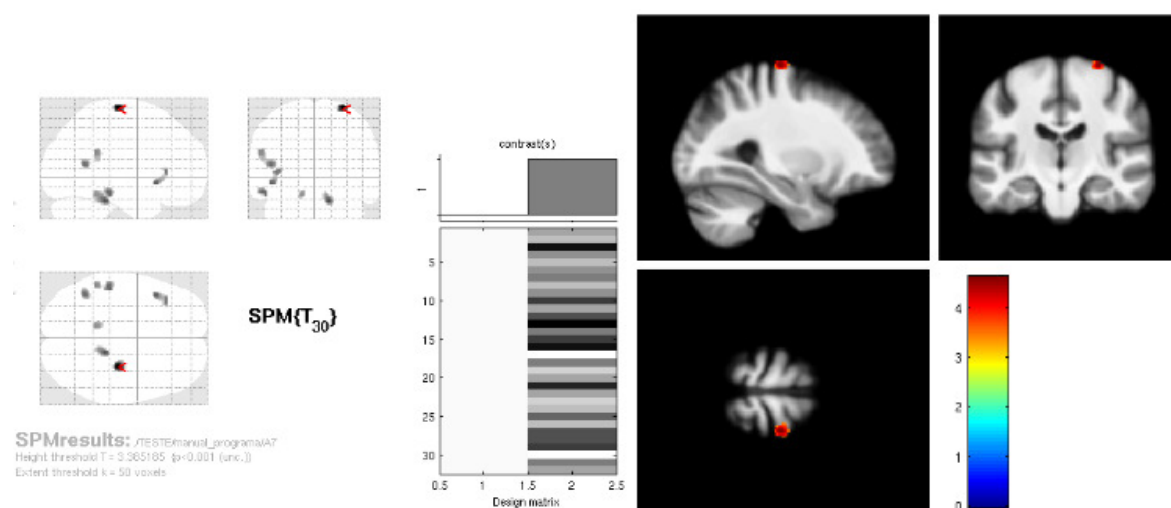 contrast(s)
1
5
10
15
20
25
30
0.5 1 1.5 2 2.5
Design matrix
SPM{T30}
SPMresults: ./TESTE/manual_programa/A7
Height threshold T = 3.385185 {p<0.001 (unc.)}
Extent threshold k = 50 voxels
4
3
2
1
0